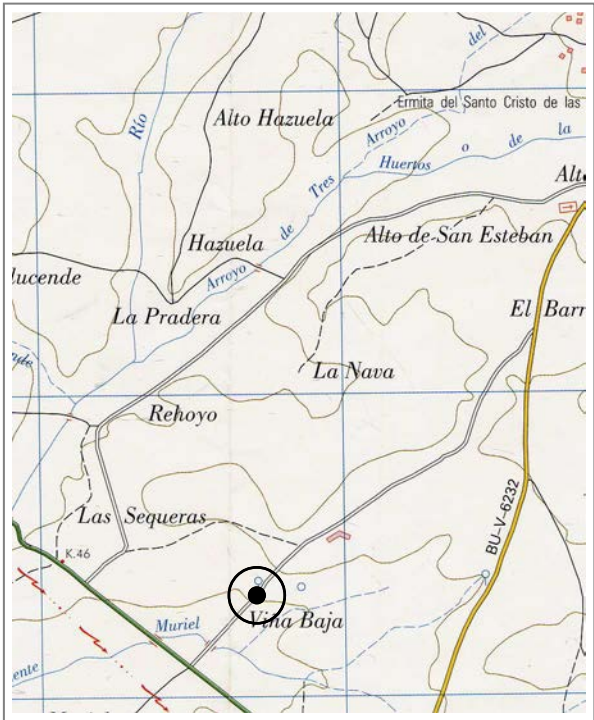 del
Ermita del Santo Cristo de las
Río
Alto Hazuela
Arroyo
Huertos o de la
Tres
de
Arroyo
Alt
Hazuela
Alto de San Esteban
lucende
La Pradera
El Barr
La Nava
nde
Rehoyo
Las Sequeras
BU-V-6232
K.46
Viña Baja
Muriel
ente